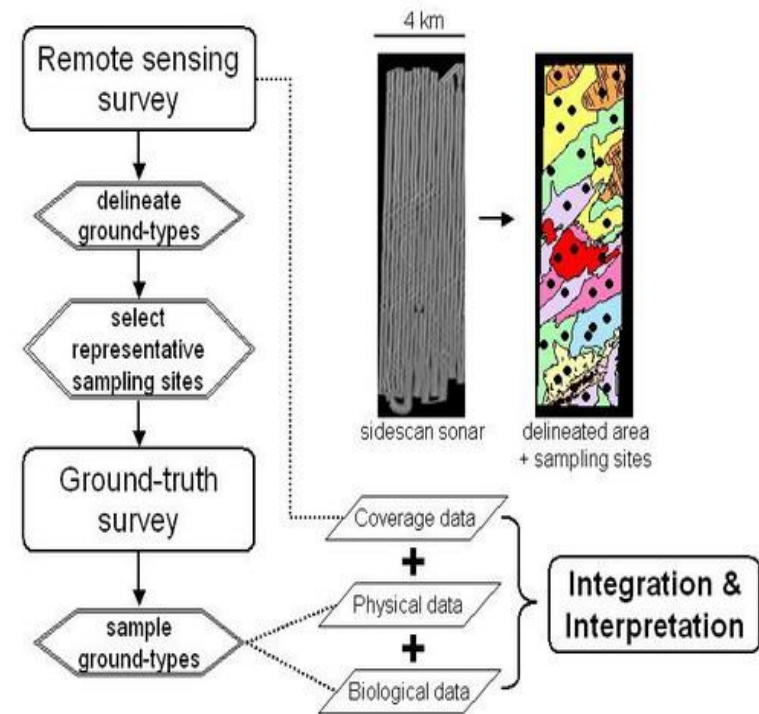 Remote sensing
survey
delineate
ground-types
select
representative
sampling sites
Ground-truth
survey
sample
ground-types
4 km
sidescan sonar
delineated area
+ sampling sites
Coverage data
+
Physical data
+
Biological data
Integration &
Interpretation